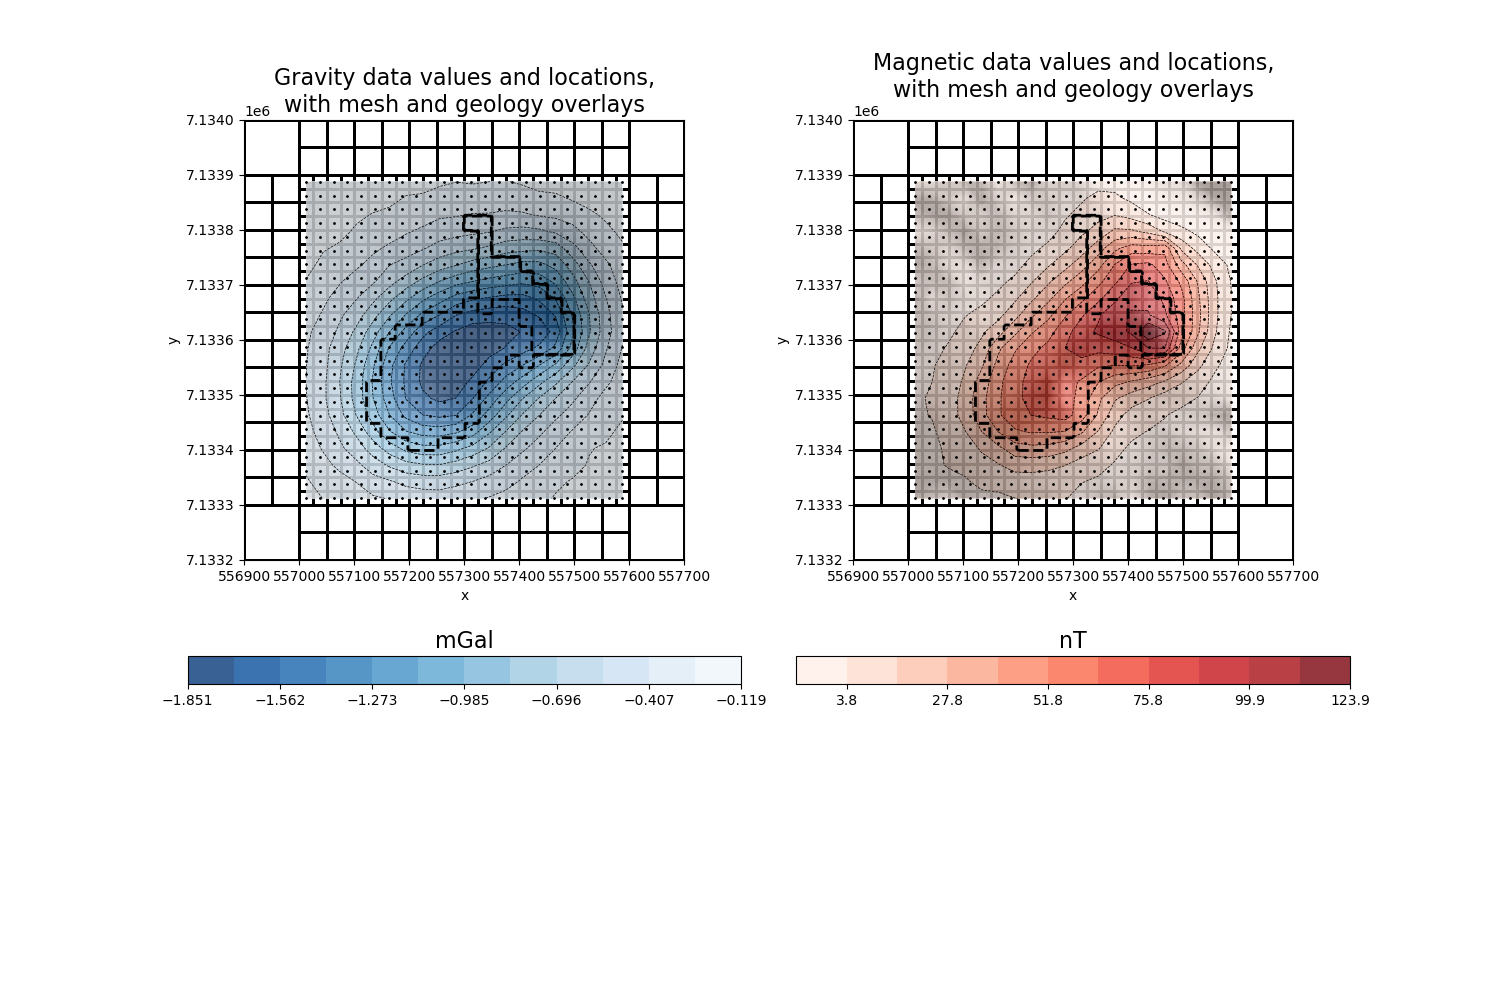 Gravity data values and locations,
with mesh and geology overlays
1e6
7.1340
7.1339
7.1338
7.1337
7.1336
7.1335
7.1334
7.1333
7.1332
y
556900 557000 557100 557200 557300 557400 557500 557600 557700
x
mGal
−1.851 −1.562 −1.273 −0.985 −0.696 −0.407 −0.119
Magnetic data values and locations,
with mesh and geology overlays
1e6
7.1340
7.1339
7.1338
7.1337
7.1336
7.1335
7.1334
7.1333
7.1332
y
556900 557000 557100 557200 557300 557400 557500 557600 557700
x
nT
3.8 27.8 51.8 75.8 99.9 123.9